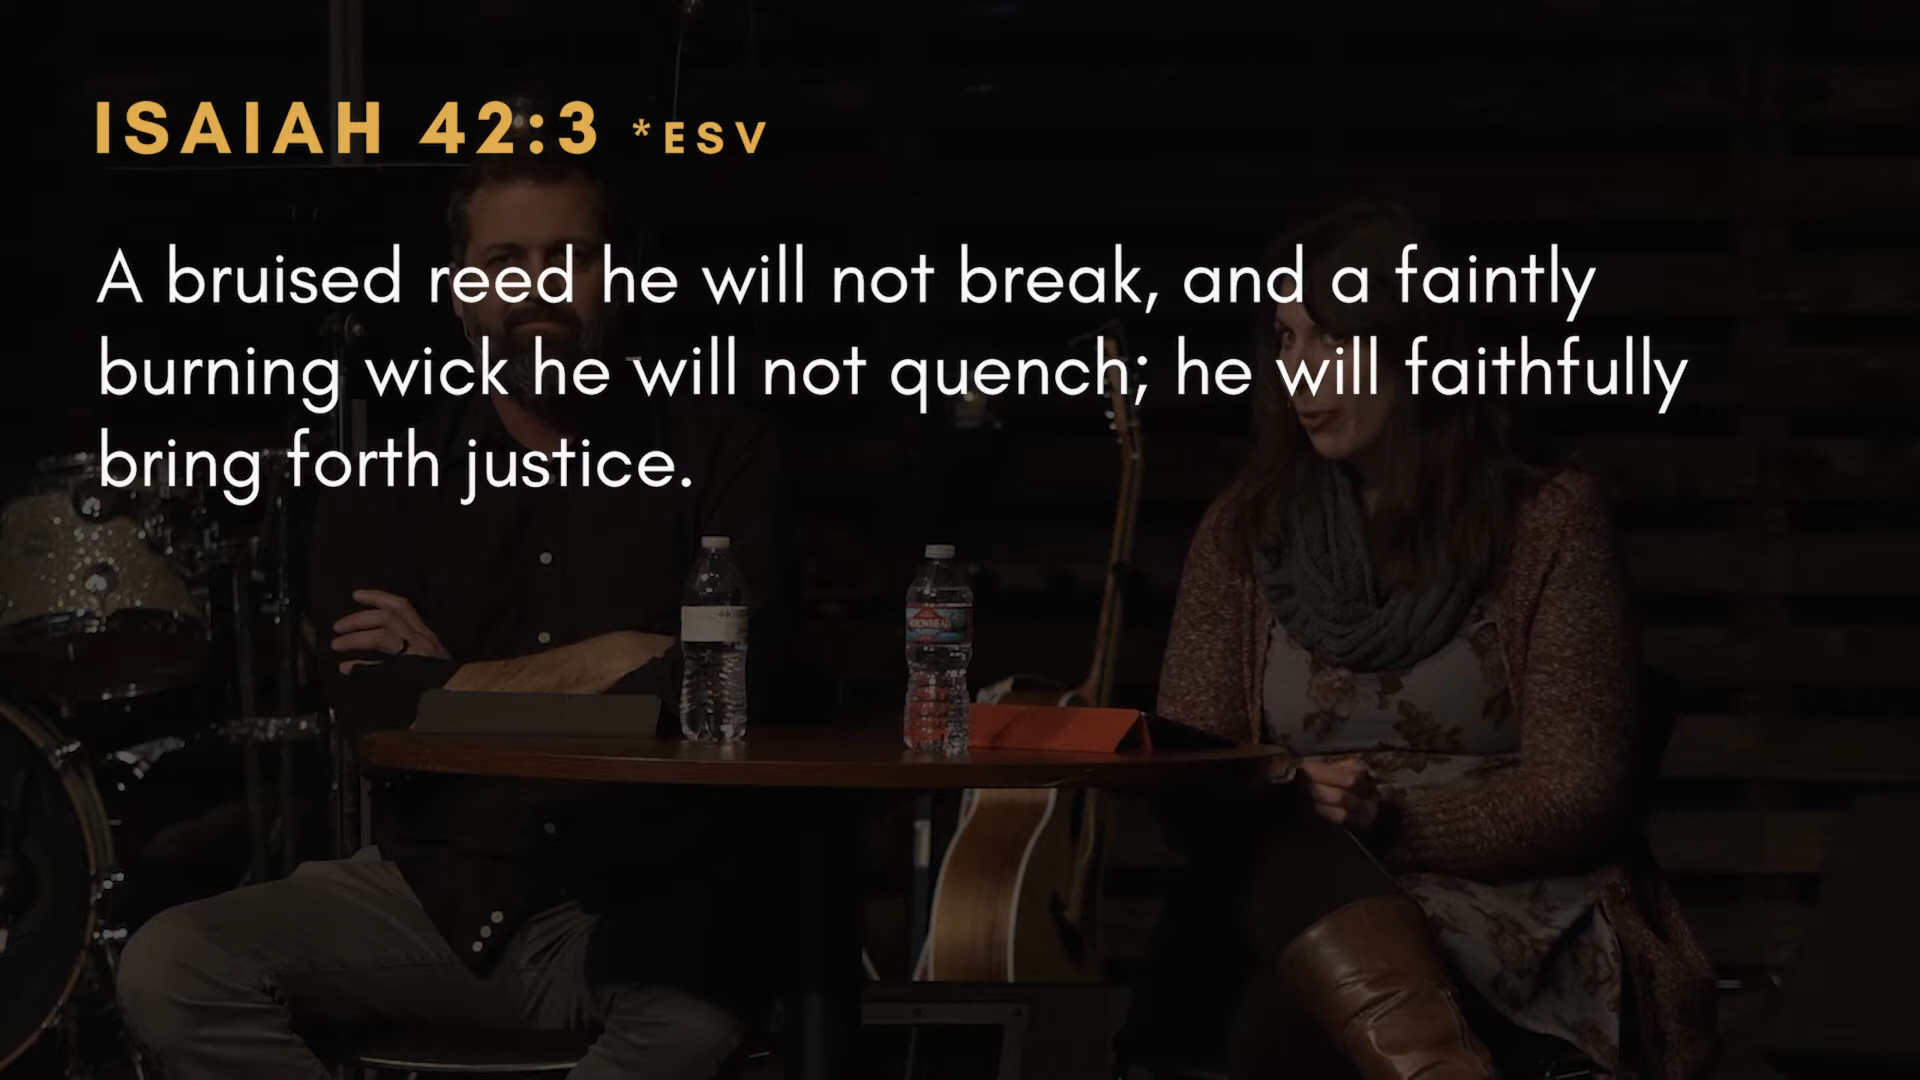 ISAIAH 42:3 *ESV
A bruised reed he will not break, and a faintly
burning wick he will not quench; he will faithfully
bring forth justice.
ARROWHEAD